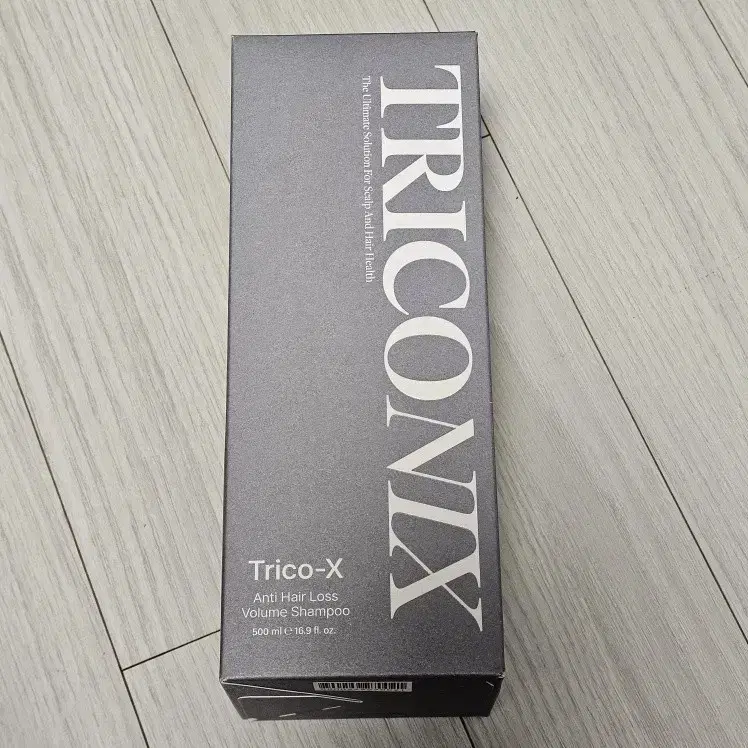 TRICONIX
The Ultimate Solution For Scalp And Hair Health
Trico-X
Anti Hair Loss
Volume Shampoo
500 ml ℮ 16.9 fl. oz.